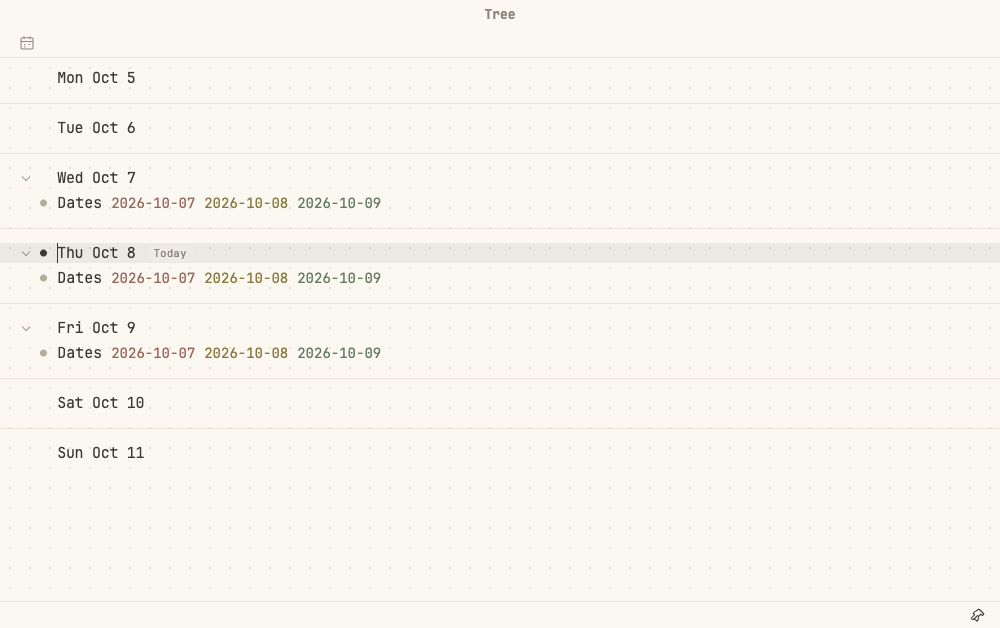 Tree
Mon Oct 5
Tue Oct 6
Wed Oct 7
Dates 2026-10-07 2026-10-08 2026-10-09
Thu Oct 8 Today
Dates 2026-10-07 2026-10-08 2026-10-09
Fri Oct 9
Dates 2026-10-07 2026-10-08 2026-10-09
Sat Oct 10
Sun Oct 11